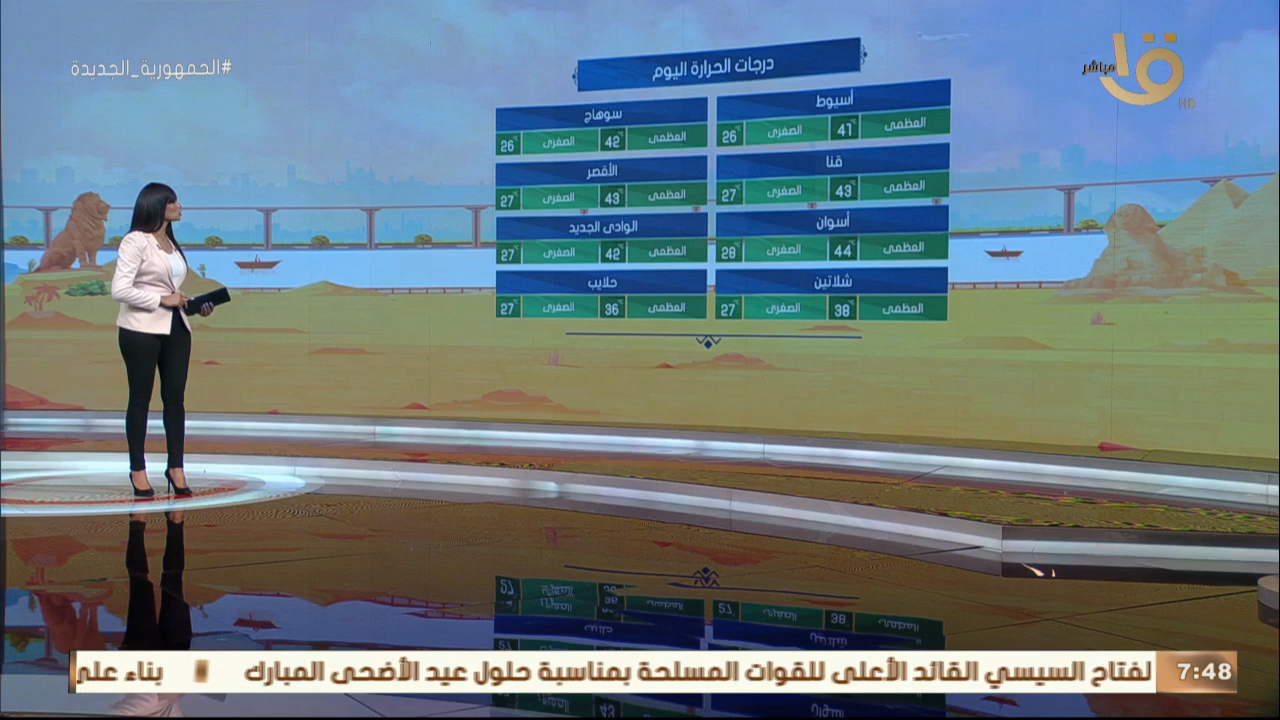 #الجمهورية_الجديدة
مباشر
HD
درجات الحرارة اليوم
أسيوط
العظمى 41 الصغرى 26
سوهاج
العظمى 42 الصغرى 26
قنا
العظمى 43 الصغرى 27
الأقصر
العظمى 43 الصغرى 27
أسوان
العظمى 44 الصغرى 28
الوادى الجديد
العظمى 42 الصغرى 27
شلاتين
العظمى 38 الصغرى 27
حلايب
العظمى 36 الصغرى 27
7:48
لفتاح السيسي القائد الأعلى للقوات المسلحة بمناسبة حلول عيد الأضحى المبارك
بناء على